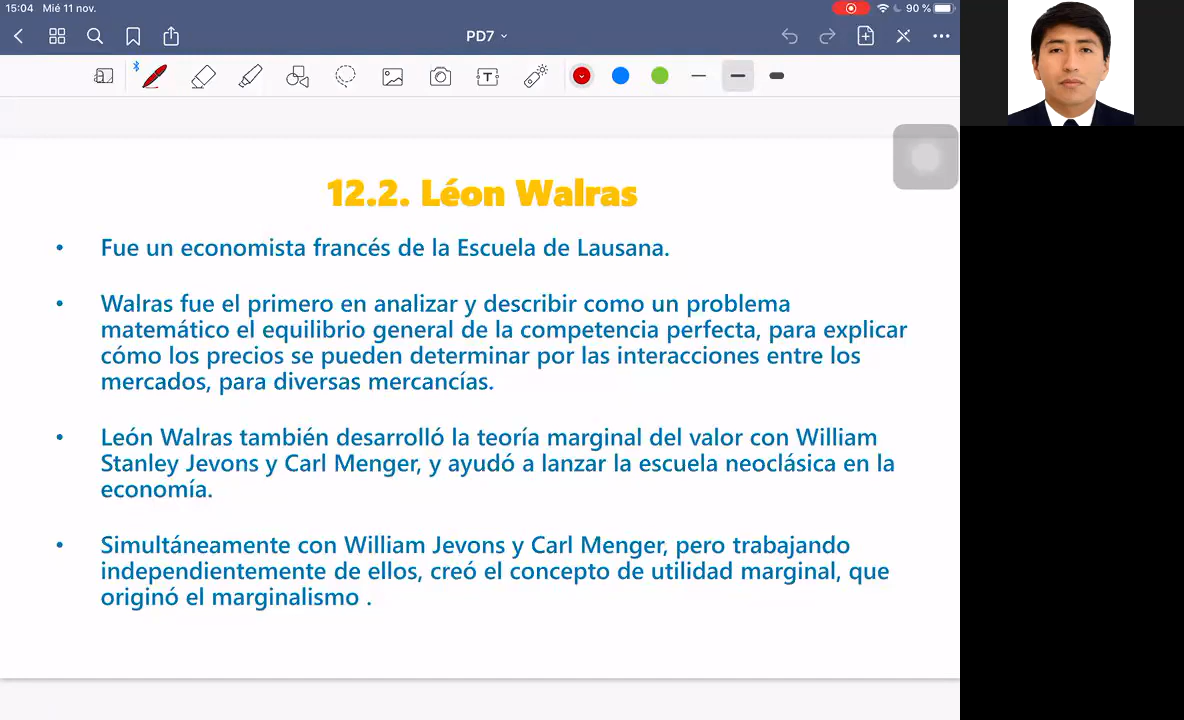 15:04 Mié 11 nov.
90 %
PD7
T
12.2. Léon Walras
• Fue un economista francés de la Escuela de Lausana.
• Walras fue el primero en analizar y describir como un problema
matemático el equilibrio general de la competencia perfecta, para explicar
cómo los precios se pueden determinar por las interacciones entre los
mercados, para diversas mercancías.
• León Walras también desarrolló la teoría marginal del valor con William
Stanley Jevons y Carl Menger, y ayudó a lanzar la escuela neoclásica en la
economía.
• Simultáneamente con William Jevons y Carl Menger, pero trabajando
independientemente de ellos, creó el concepto de utilidad marginal, que
originó el marginalismo .